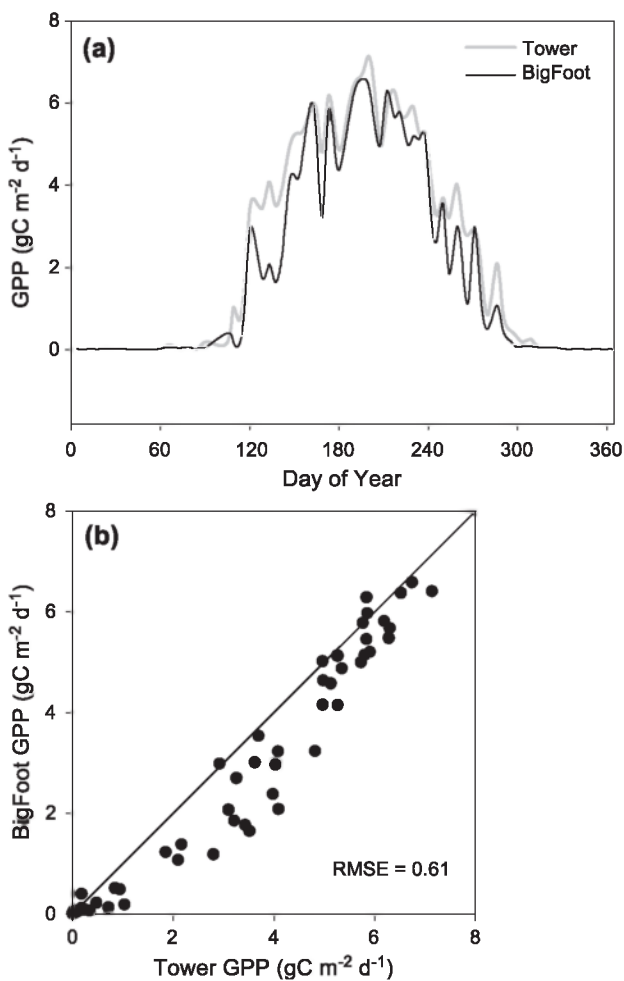 (a)
Tower
BigFoot
8
6
4
2
0
GPP (gC m-2 d-1)
0 60 120 180 240 300 360
Day of Year
(b)
8
6
4
2
0
BigFoot GPP (gC m-2 d-1)
RMSE = 0.61
0 2 4 6 8
Tower GPP (gC m-2 d-1)